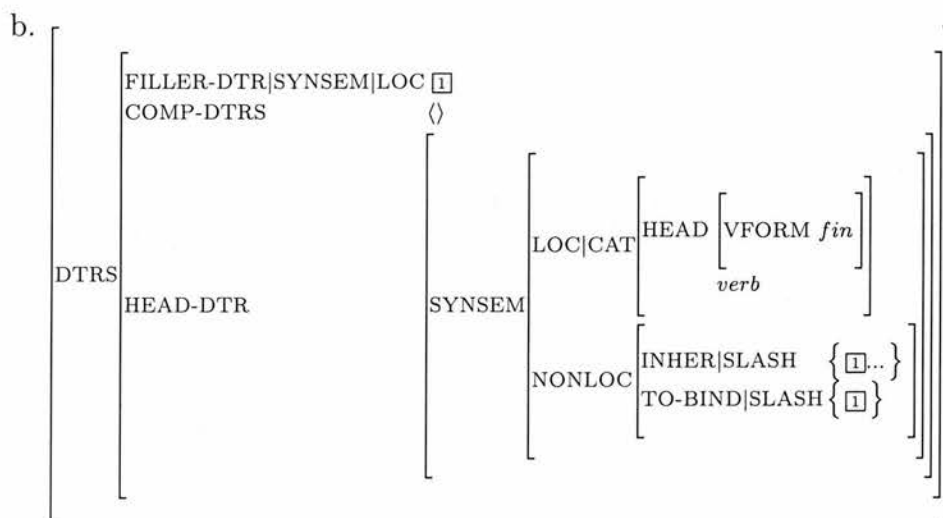 b.
FILLER-DTR|SYNSEM|LOC [1]
COMP-DTRS ⟨⟩
LOC|CAT HEAD VFORM fin
verb
DTRS HEAD-DTR SYNSEM
INHER|SLASH { [1]... }
NONLOC
TO-BIND|SLASH { [1] }